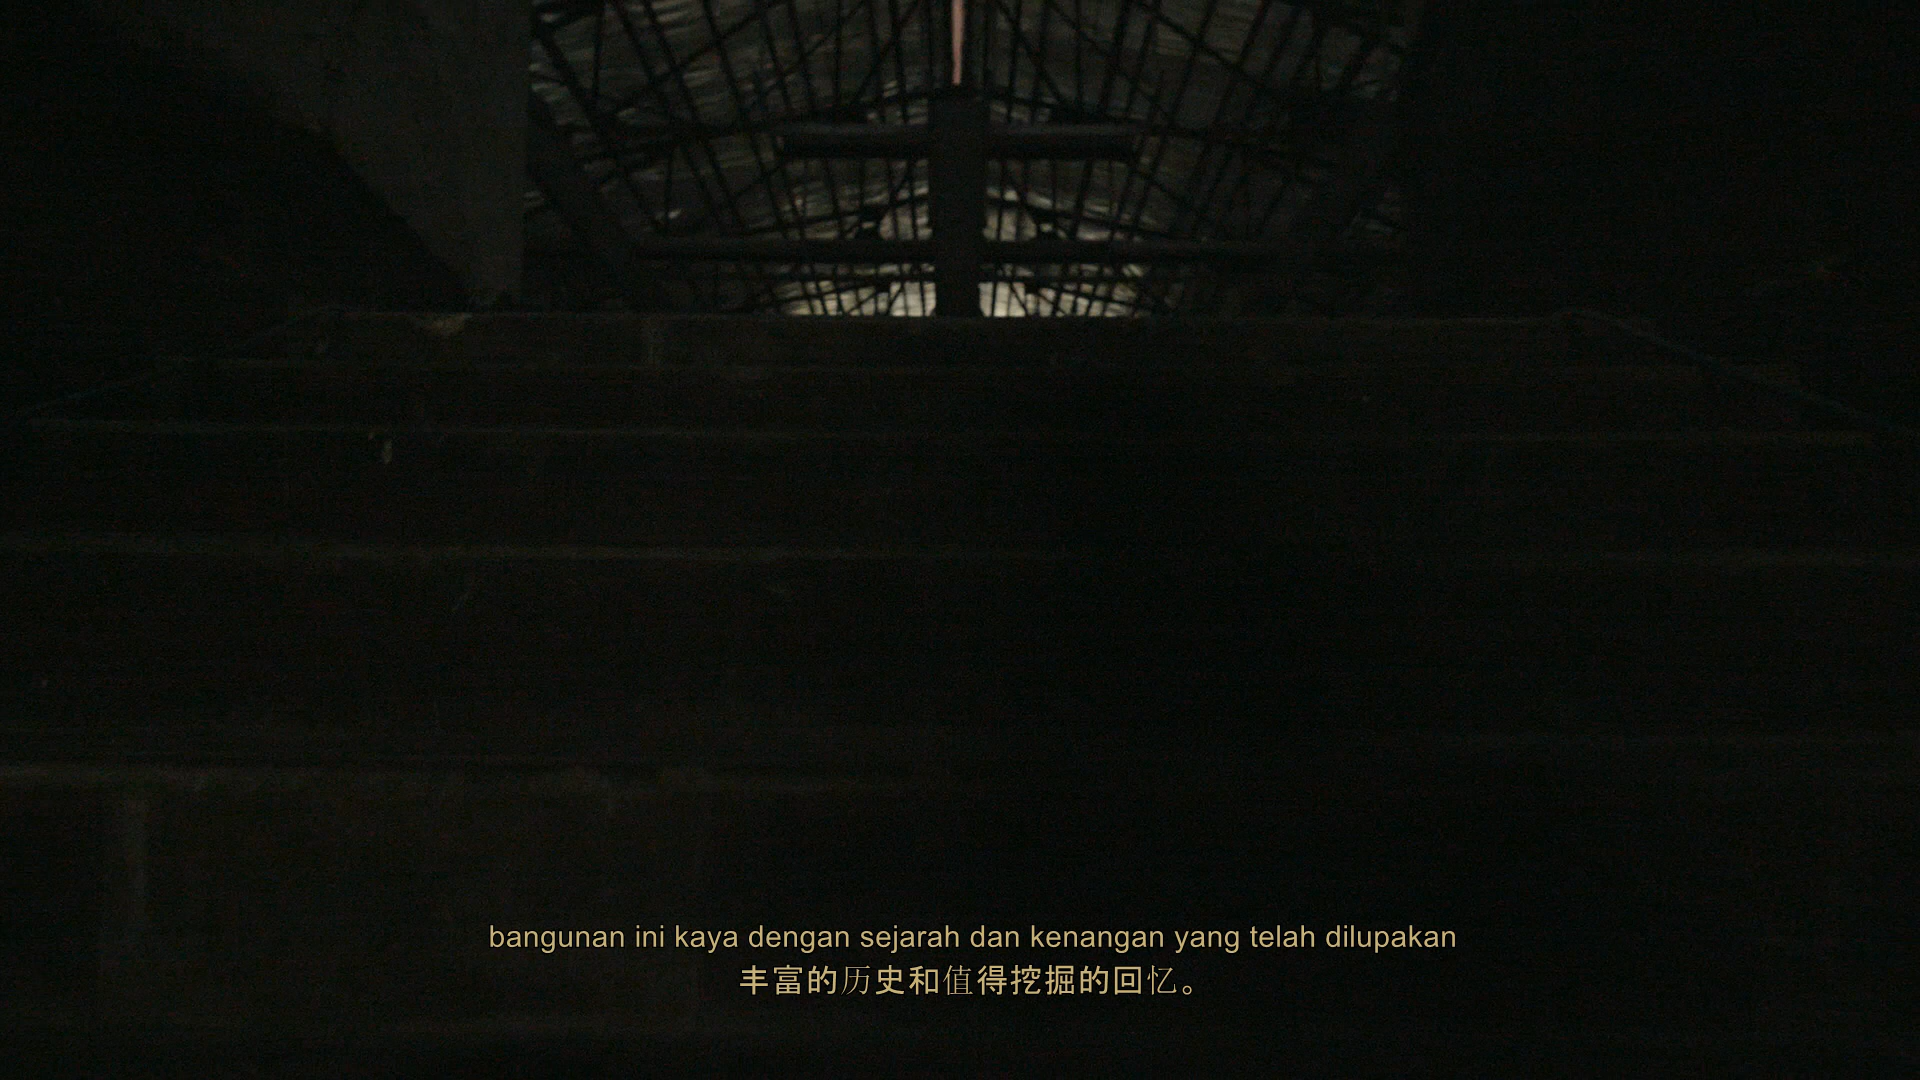 bangunan ini kaya dengan sejarah dan kenangan yang telah dilupakan
丰富的历史和值得挖掘的回忆。